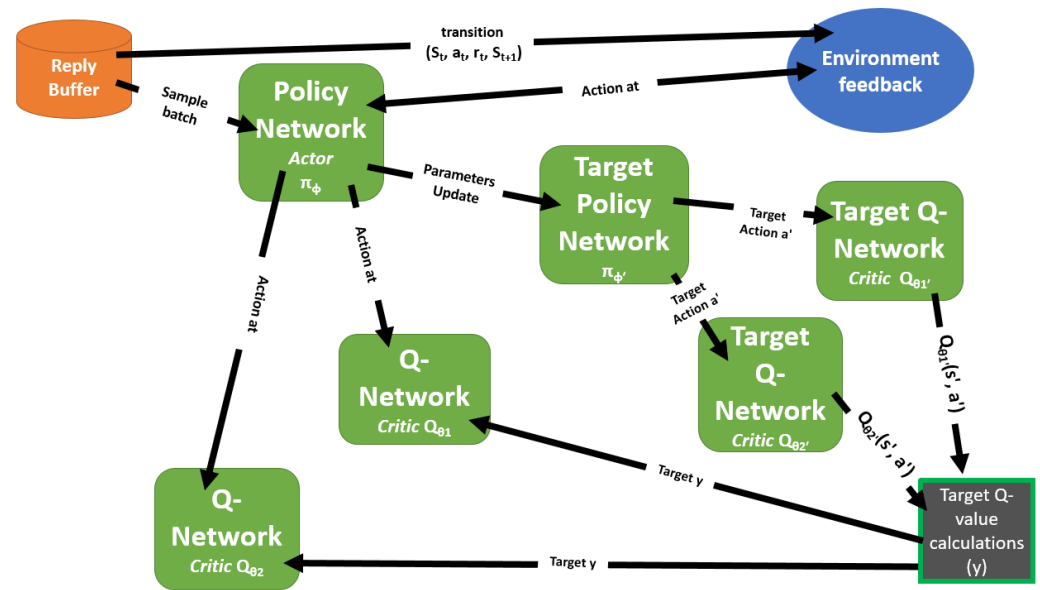 Reply
Buffer
transition
(Sₜ, aₜ, rₜ, Sₜ₊₁)
Environment
feedback
Sample
batch
Policy
Network
Actor
πϕ
Action at
Parameters
Update
Target
Policy
Network
πϕ′
Target
Action a'
Target Q-
Network
Critic Qθ1′
Action at
Action at
Target
Action a'
Q-
Network
Critic Qθ1
Target
Q-
Network
Critic Qθ2′
Qθ1'(s', a')
Qθ2'(s', a')
Target y
Q-
Network
Critic Qθ2
Target y
Target Q-
value
calculations
(y)